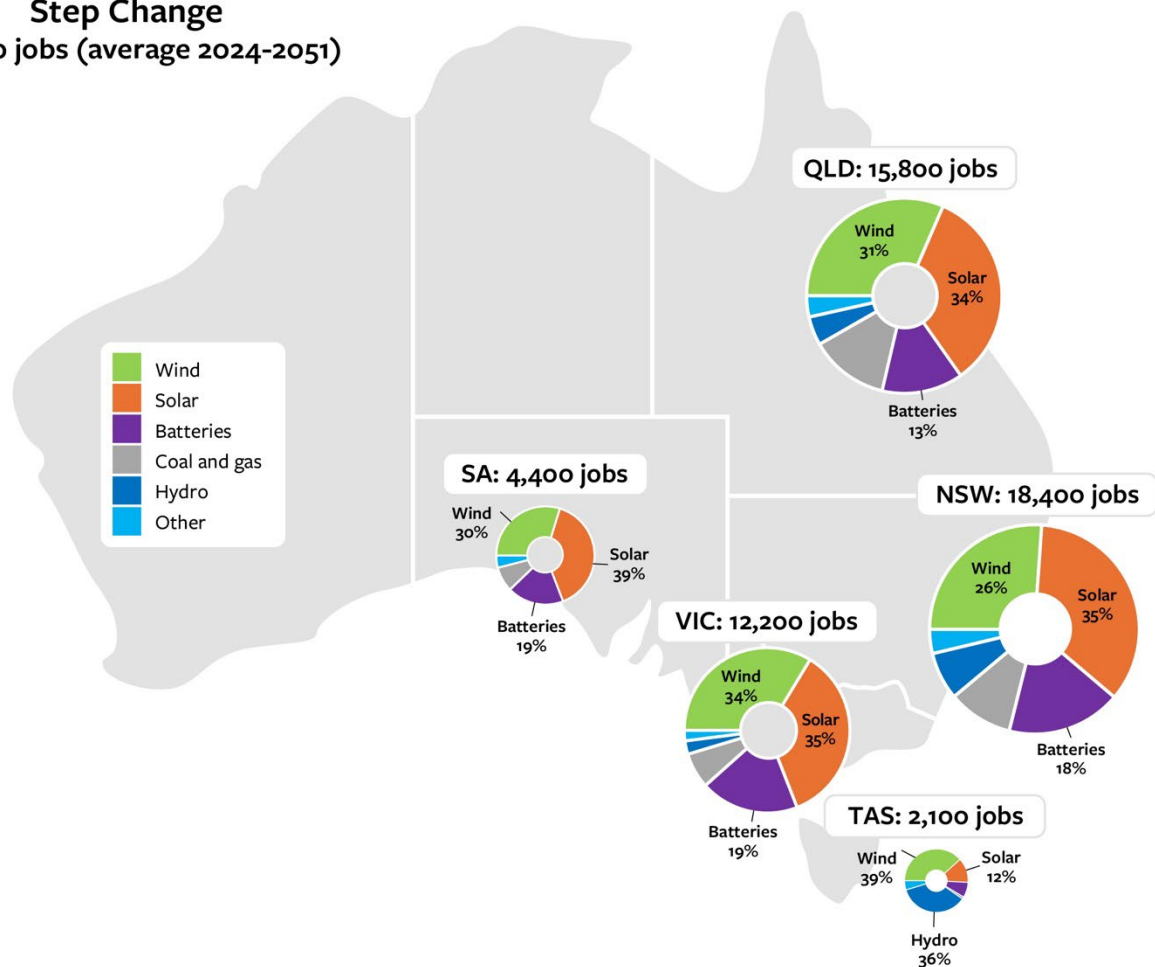 Step Change
jobs (average 2024-2051)
QLD: 15,800 jobs
Wind
31%
Solar
34%
Batteries
13%
Wind
Solar
Batteries
Coal and gas
Hydro
Other
SA: 4,400 jobs
Wind
30%
Solar
39%
Batteries
19%
NSW: 18,400 jobs
Wind
26%
Solar
35%
Batteries
18%
VIC: 12,200 jobs
Wind
34%
Solar
35%
Batteries
19%
TAS: 2,100 jobs
Wind
39%
Solar
12%
Hydro
36%